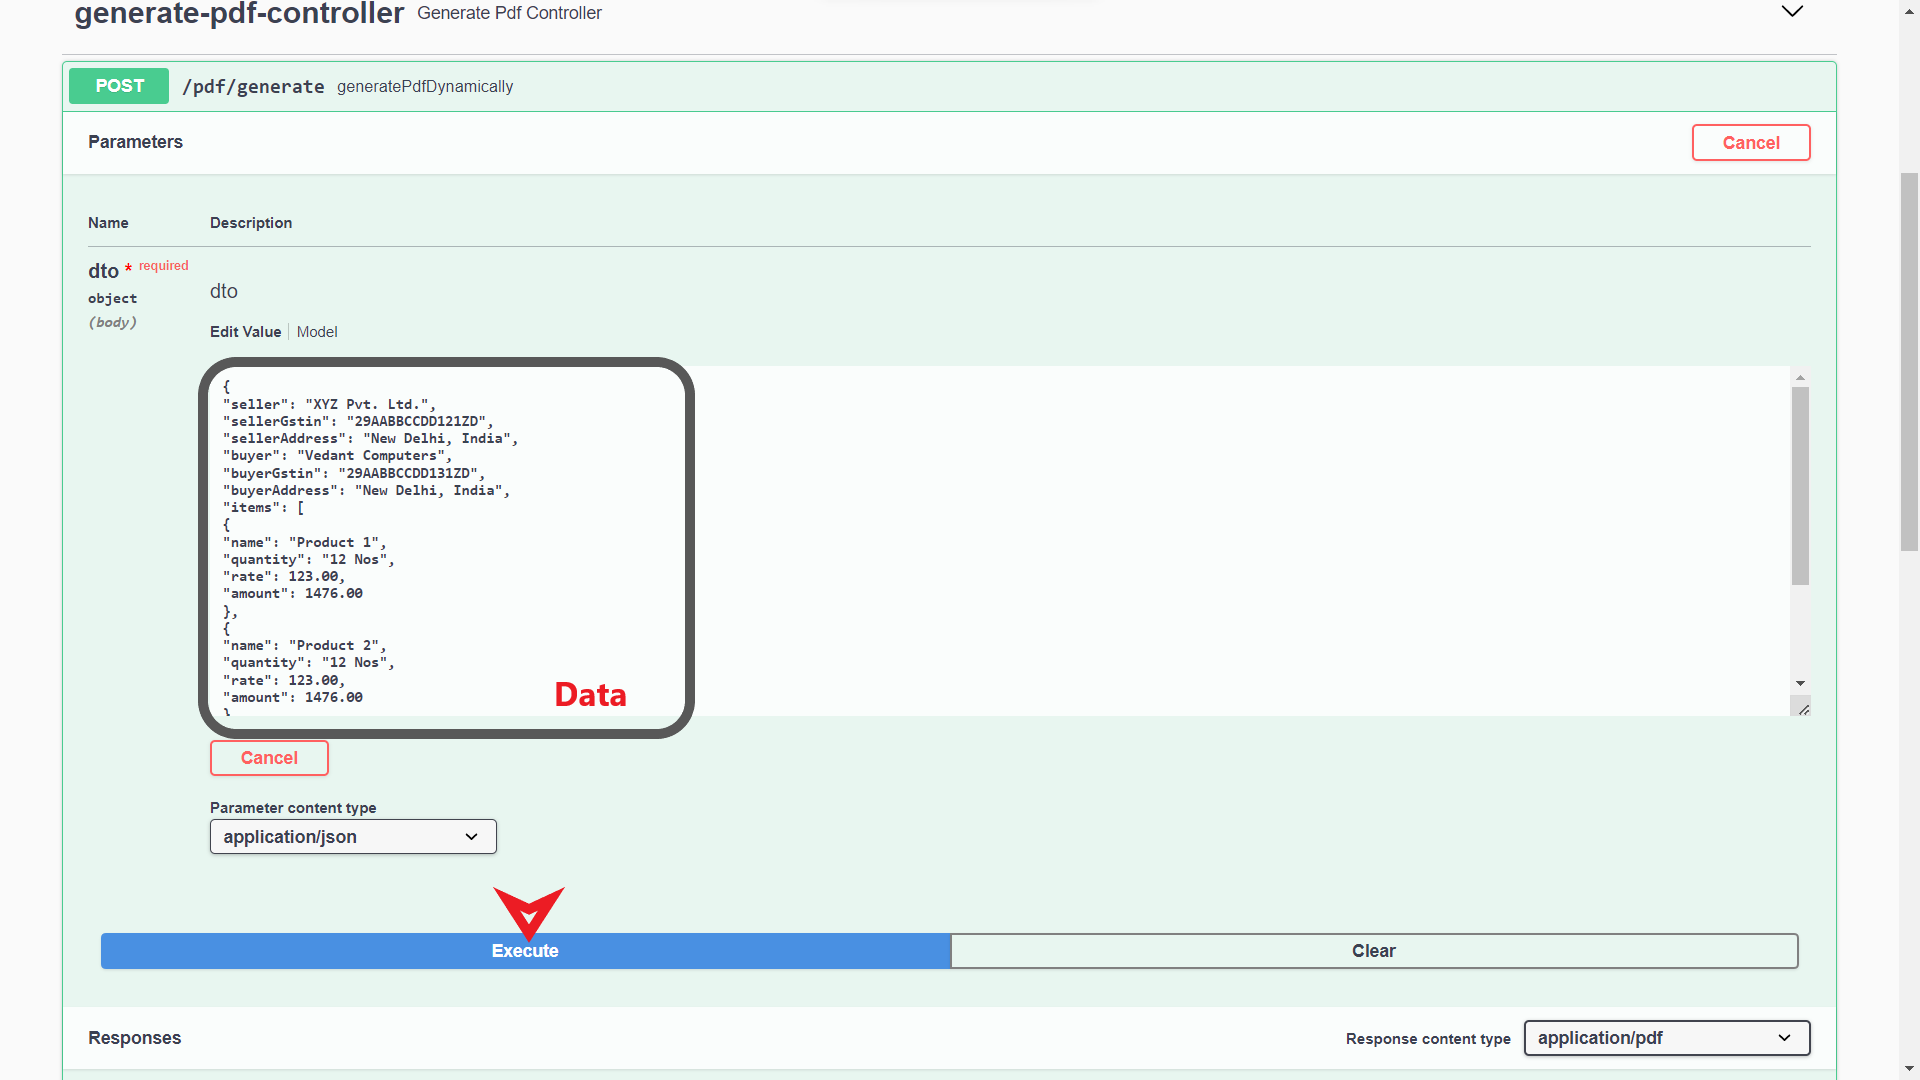 generate-pdf-controller Generate Pdf Controller
POST /pdf/generate generatePdfDynamically
Parameters Cancel
Name Description
dto * required
object
(body)
dto
Edit Value Model
{
"seller": "XYZ Pvt. Ltd.",
"sellerGstin": "29AABBCCDD121ZD",
"sellerAddress": "New Delhi, India",
"buyer": "Vedant Computers",
"buyerGstin": "29AABBCCDD131ZD",
"buyerAddress": "New Delhi, India",
"items": [
{
"name": "Product 1",
"quantity": "12 Nos",
"rate": 123.00,
"amount": 1476.00
},
{
"name": "Product 2",
"quantity": "12 Nos",
"rate": 123.00,
"amount": 1476.00
}
Data
Cancel
Parameter content type
application/json
Execute Clear
Responses Response content type application/pdf